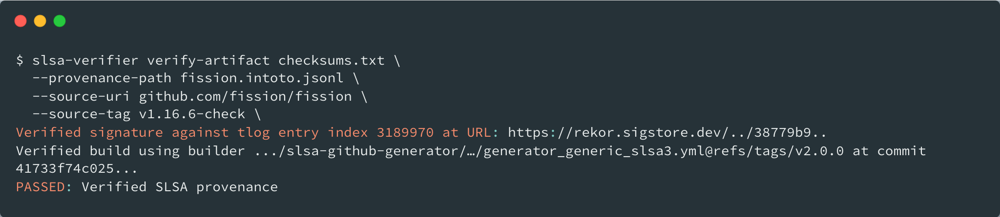 $ slsa-verifier verify-artifact checksums.txt \
--provenance-path fission.intoto.jsonl \
--source-uri github.com/fission/fission \
--source-tag v1.16.6-check \
Verified signature against tlog entry index 3189970 at URL: https://rekor.sigstore.dev/../38779b9..
Verified build using builder .../slsa-github-generator/…/generator_generic_slsa3.yml@refs/tags/v2.0.0 at commit
41733f74c025...
PASSED: Verified SLSA provenance